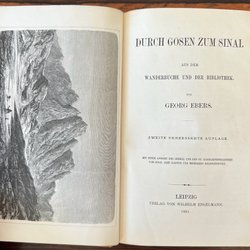 DURCH GOSEN ZUM SINAI.
AUS DEM
WANDERBUCHE UND DER BIBLIOTHEK.
VON
GEORG EBERS.
ZWEITE VERBESSERTE AUFLAGE.
LEIPZIG
VERLAG VON WILHELM ENGELMANN.
1881.